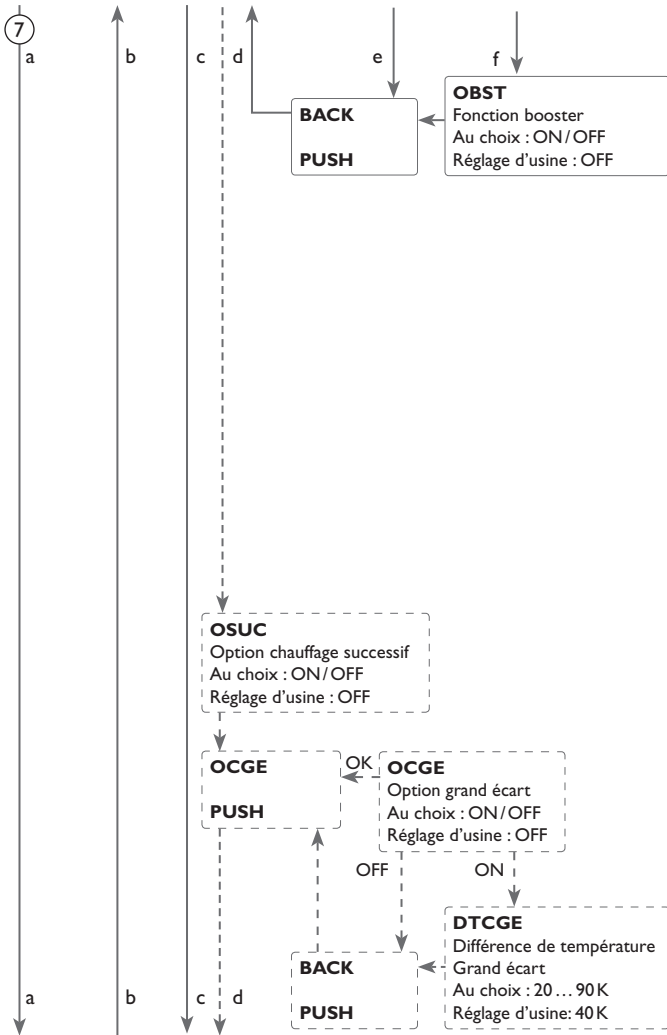 7
a
b
c
d
e
f
OBST
Fonction booster
Au choix : ON / OFF
Réglage d'usine : OFF
BACK
PUSH
OSUC
Option chauffage successif
Au choix : ON / OFF
Réglage d'usine : OFF
OCGE
PUSH
OK
OCGE
Option grand écart
Au choix : ON / OFF
Réglage d'usine : OFF
OFF
ON
DTCGE
Différence de température
Grand écart
Au choix : 20 ... 90 K
Réglage d'usine: 40 K
BACK
PUSH
a
b
c
d